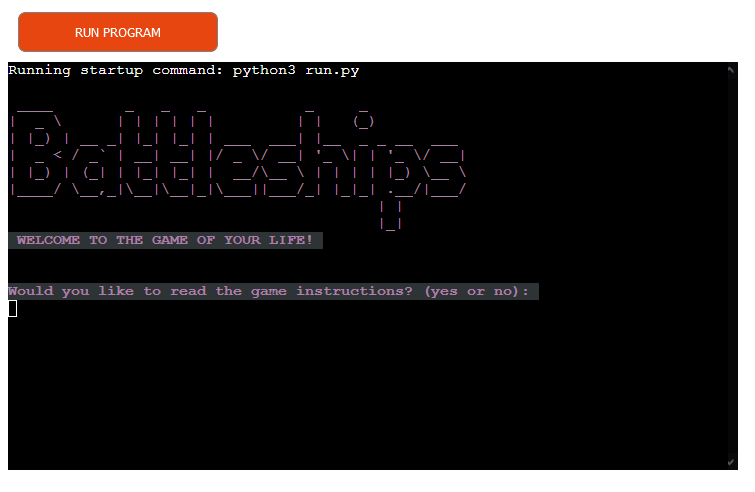 RUN PROGRAM
Running startup command: python3 run.py
Battleships
WELCOME TO THE GAME OF YOUR LIFE!
Would you like to read the game instructions? (yes or no):